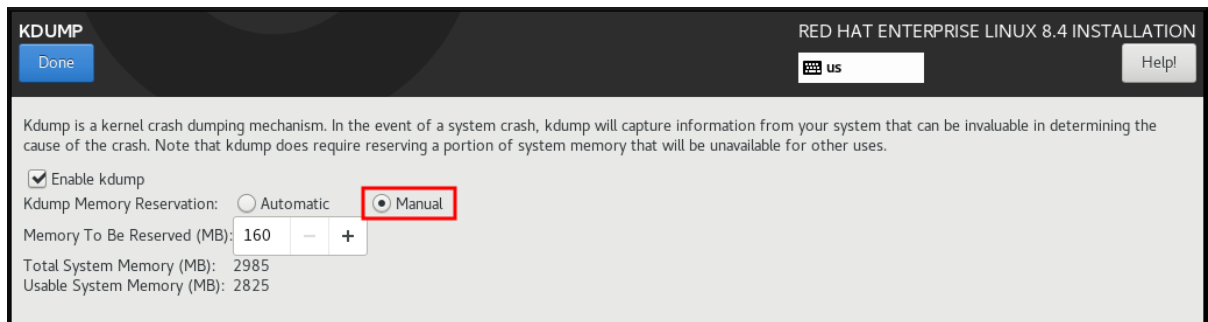 KDUMP
RED HAT ENTERPRISE LINUX 8.4 INSTALLATION
Done
us
Help!
Kdump is a kernel crash dumping mechanism. In the event of a system crash, kdump will capture information from your system that can be invaluable in determining the
cause of the crash. Note that kdump does require reserving a portion of system memory that will be unavailable for other uses.
Enable kdump
Kdump Memory Reservation: Automatic Manual
Memory To Be Reserved (MB): 160 − +
Total System Memory (MB): 2985
Usable System Memory (MB): 2825